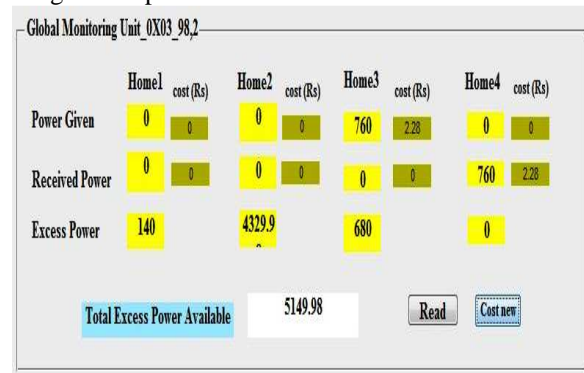 Global Monitoring Unit_0X03_98,2
Home1 cost (Rs) Home2 cost (Rs) Home3 cost (Rs) Home4 cost (Rs)
Power Given 0 0 0 0 760 2.28 0 0
Received Power 0 0 0 0 0 0 760 2.28
Excess Power 140 4329.9 680 0
Total Excess Power Available 5149.98 Read Cost new